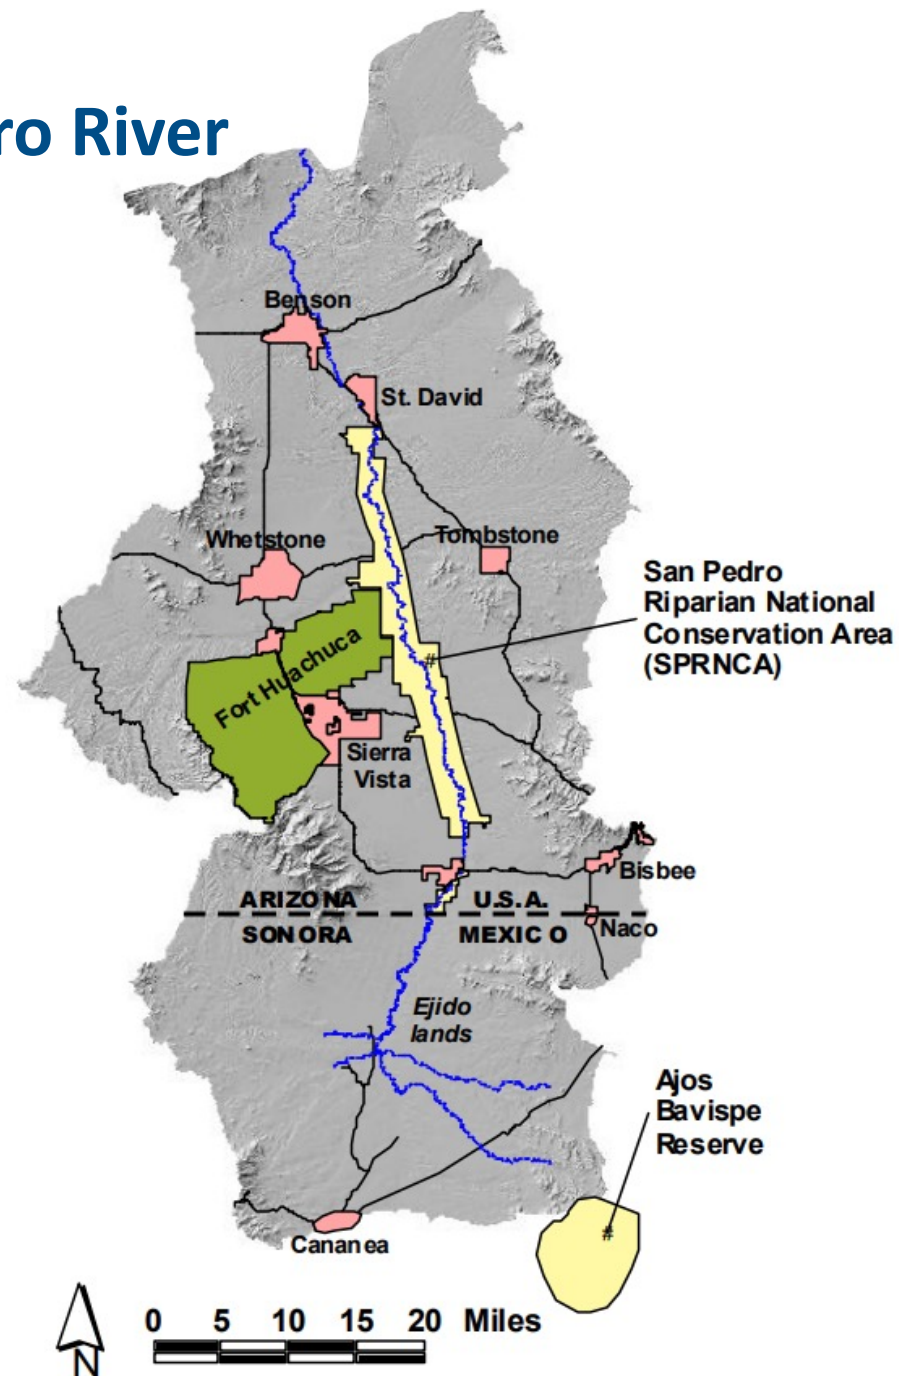 ro River
Benson
St. David
Whetstone
Tombstone
San Pedro
Riparian National
Conservation Area
(SPRNCA)
#
Fort Huachuca
Sierra
Vista
Bisbee
ARIZONA
U.S.A.
SONORA
MEXICO
Naco
Ejido
lands
Ajos
Bavispe
Reserve
#
Cananea
0 5 10 15 20 Miles
N